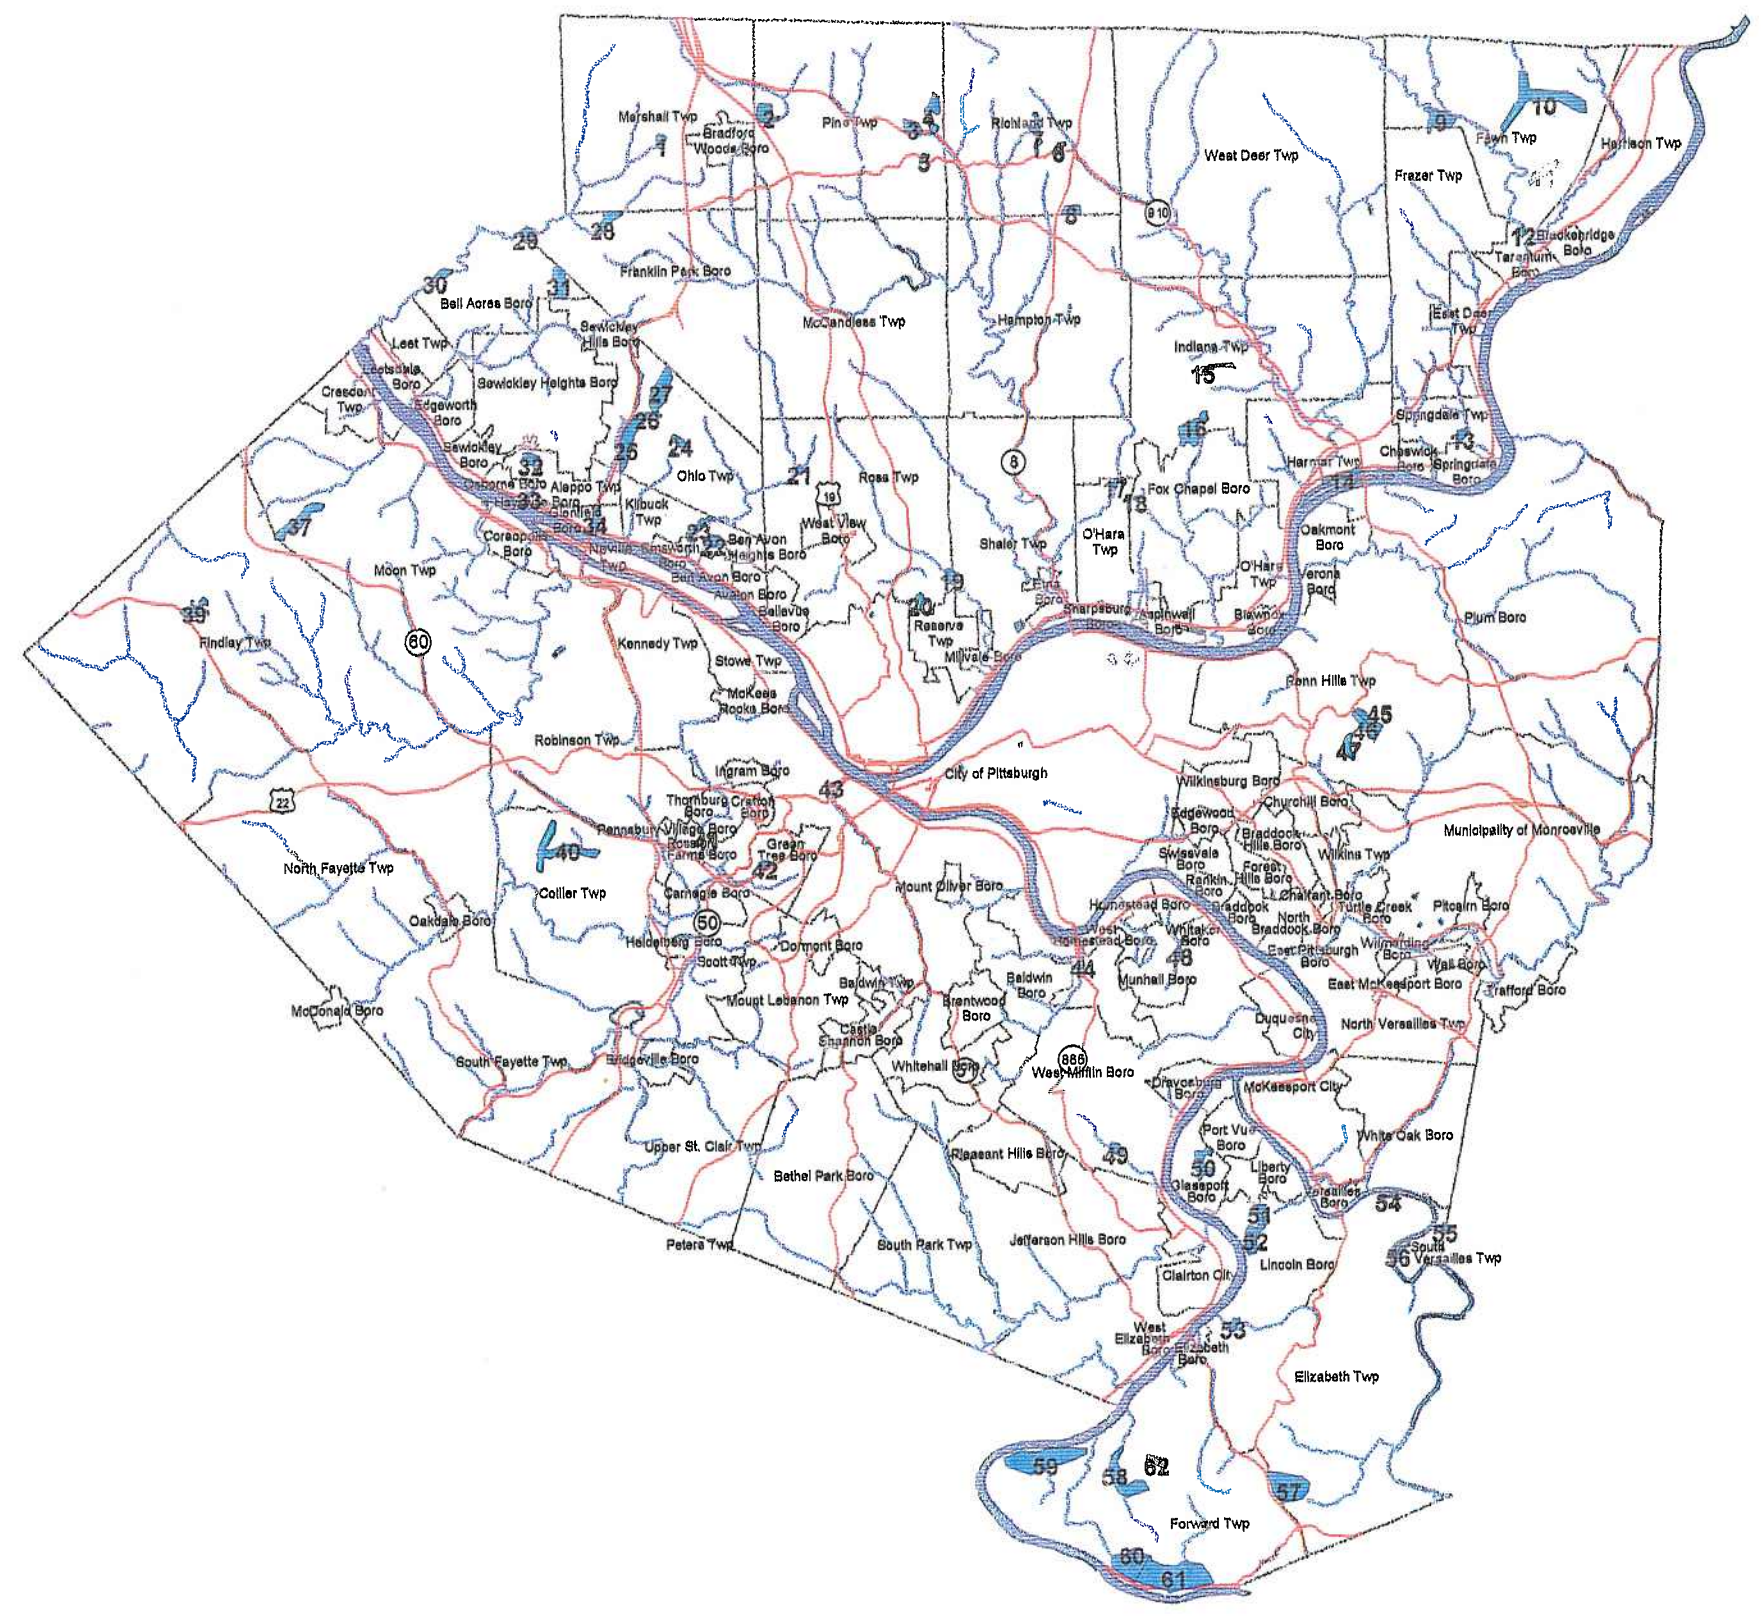 Marshall Twp
Bradford
Woods Boro
1
2
Pine Twp
3
4
5
Richland Twp
7
6
8
West Deer Twp
910
9
10
Fawn Twp
Harrison Twp
Frazer Twp
12
Brackenridge
Boro
Tarentum
Boro
29
28
30
31
Franklin Park Boro
Bell Acres Boro
Sewickley
Hills Boro
McCandless Twp
Hampton Twp
East Deer
Twp
Leet Twp
Indiana Twp
15
Leetsdale
Boro
Crescent
Twp
Edgeworth
Boro
Sewickley Heights Boro
27
26
25
24
Springdale Twp
16
13
Cheswick
Boro
Springdale
Boro
Sewickley
Boro
32
Osborne Boro
Aleppo Twp
Ohio Twp
21
19
Ross Twp
8
Harmar Twp
14
Fox Chapel Boro
17
18
33
Glenfield
Boro
34
Kilbuck
Twp
37
Coraopolis
Boro
Neville
Twp
Emsworth
Boro
23
22
Ben Avon
Heights Boro
West View
Boro
Shaler Twp
O'Hara
Twp
Oakmont
Boro
Moon Twp
Ben Avon Boro
Avalon Boro
Bellevue
Boro
19
20
Reserve
Twp
Etna
Boro
Sharpsburg
Boro
Aspinwall
Boro
O'Hara
Twp
Verona
Boro
Blawnox
Boro
Plum Boro
39
Findlay Twp
60
Kennedy Twp
Stowe Twp
McKees
Rocks Boro
Millvale Boro
Penn Hills Twp
45
46
47
Robinson Twp
Ingram Boro
City of Pittsburgh
43
22
Thornburg
Boro
Crafton
Boro
Pennsbury Village Boro
Rosslyn
Farms Boro
Green
Tree Boro
42
40
Wilkinsburg Boro
Churchill Boro
Edgewood
Boro
Braddock
Hills Boro
Municipality of Monroeville
North Fayette Twp
Collier Twp
Carnegie Boro
Mount Oliver Boro
Swissvale
Boro
Wilkins Twp
Forest
Hills Boro
Rankin
Boro
Chalfant Boro
Oakdale Boro
50
Heidelberg Boro
Scott Twp
Dormont Boro
Homestead Boro
Braddock
Boro
North
Braddock Boro
Turtle Creek
Boro
Pitcairn Boro
West
Homestead Boro
Whitaker
Boro
48
Munhall Boro
44
East Pittsburgh
Boro
Wilmerding
Boro
Wall Boro
East McKeesport Boro
Trafford Boro
McDonald Boro
Mount Lebanon Twp
Baldwin Twp
Brentwood
Boro
Baldwin
Boro
Castle
Shannon Boro
Duquesne
City
North Versailles Twp
South Fayette Twp
Bridgeville Boro
Whitehall Boro
51
885
West Mifflin Boro
Dravosburg
Boro
McKeesport City
Upper St. Clair Twp
Pleasant Hills Boro
49
Port Vue
Boro
White Oak Boro
Bethel Park Boro
50
Glassport
Boro
Liberty
Boro
Versailles
Boro
54
Peters Twp
South Park Twp
Jefferson Hills Boro
51
52
Lincoln Boro
55
56
South
Versailles Twp
Clairton City
53
West
Elizabeth
Boro
Elizabeth
Boro
Elizabeth Twp
59
58
62
57
Forward Twp
60
61